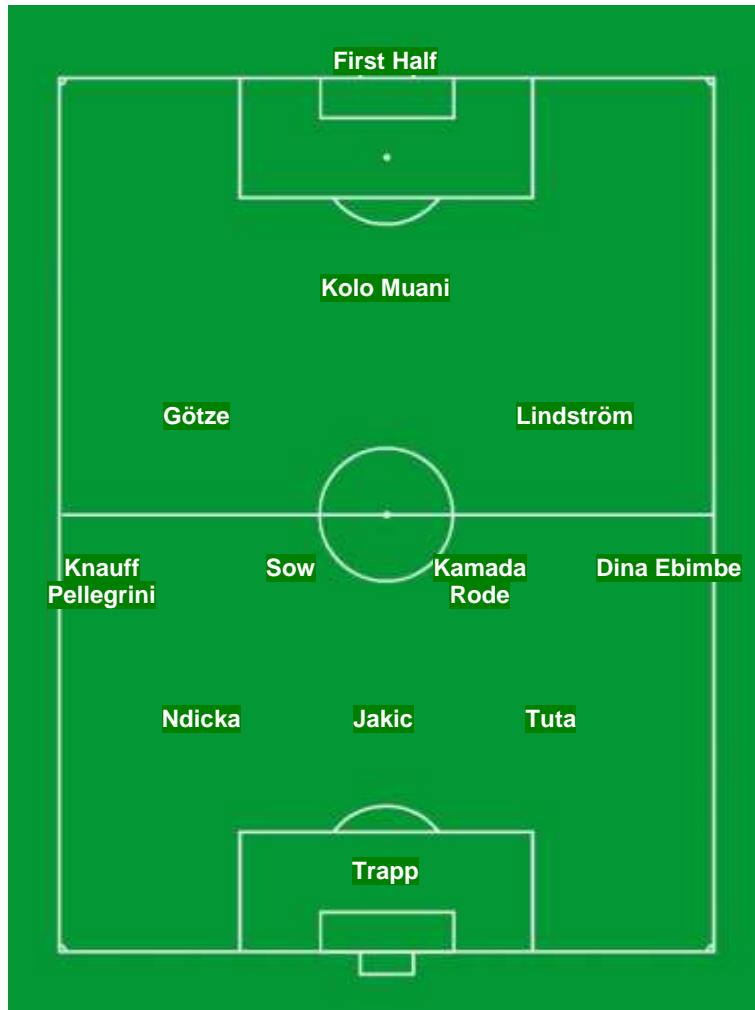 First Half
Kolo Muani
Götze Lindström
Knauff Sow Kamada Dina Ebimbe
Pellegrini Rode
Ndicka Jakic Tuta
Trapp